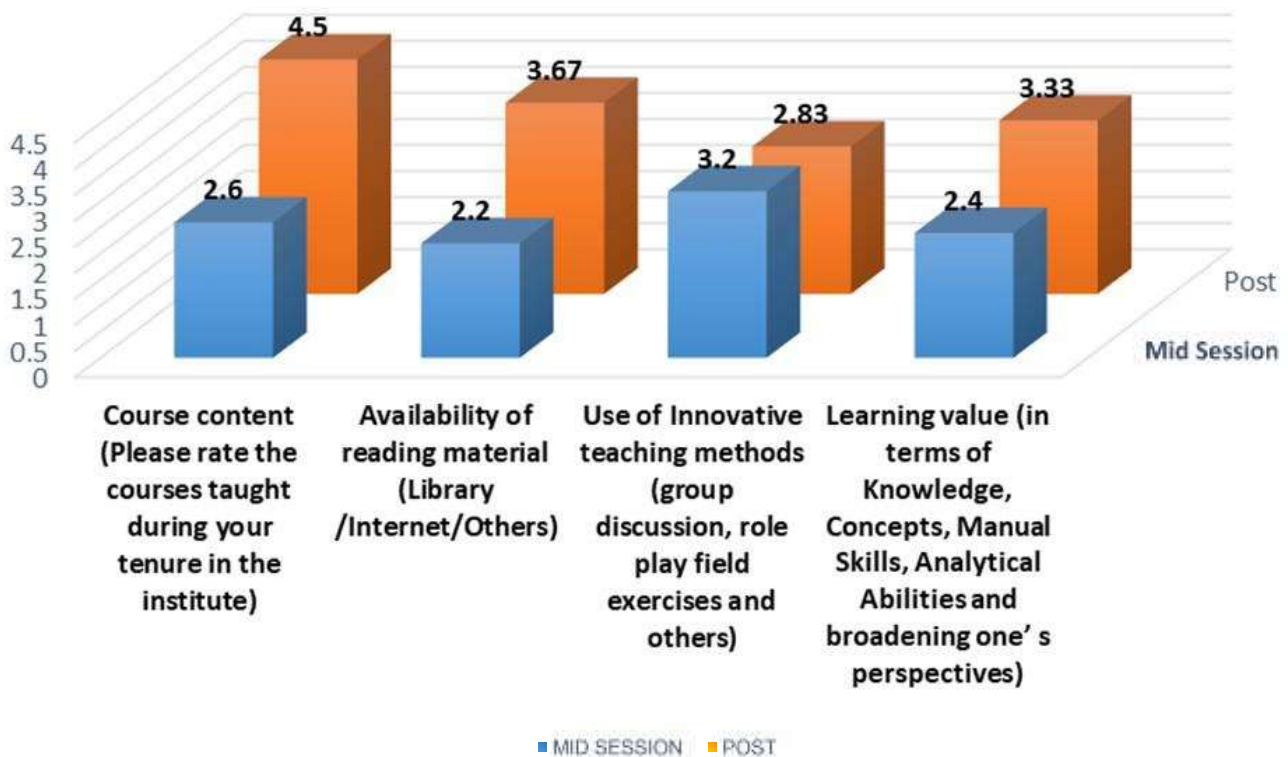 4.5
3.67
2.83
3.33
2.6
2.2
3.2
2.4
4.5
4
3.5
3
2.5
2
1.5
1
0.5
0
Post
Mid Session
Course content
(Please rate the
courses taught
during your
tenure in the
institute)
Availability of
reading material
(Library
/Internet/Others)
Use of Innovative
teaching methods
(group
discussion, role
play field
exercises and
others)
Learning value (in
terms of
Knowledge,
Concepts, Manual
Skills, Analytical
Abilities and
broadening one’ s
perspectives)
MID SESSION
POST